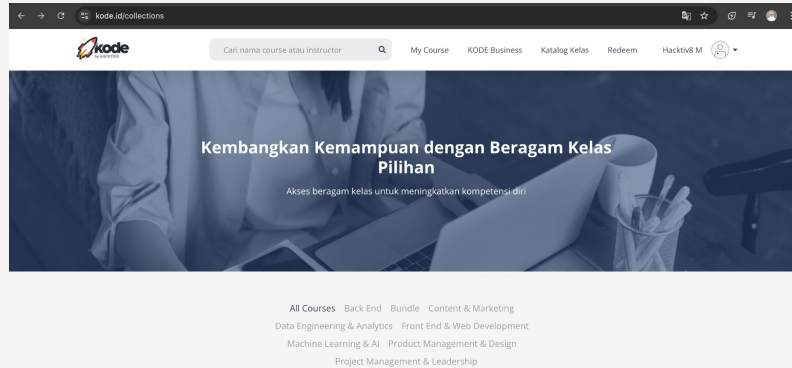 kode.id/collections
kode
by HACKTIV8
Cari nama course atau instructor
My Course KODE Business Katalog Kelas Redeem Hacktiv8 M
Kembangkan Kemampuan dengan Beragam Kelas
Pilihan
Akses beragam kelas untuk meningkatkan kompetensi diri
All Courses Back End Bundle Content & Marketing
Data Engineering & Analytics Front End & Web Development
Machine Learning & AI Product Management & Design
Project Management & Leadership